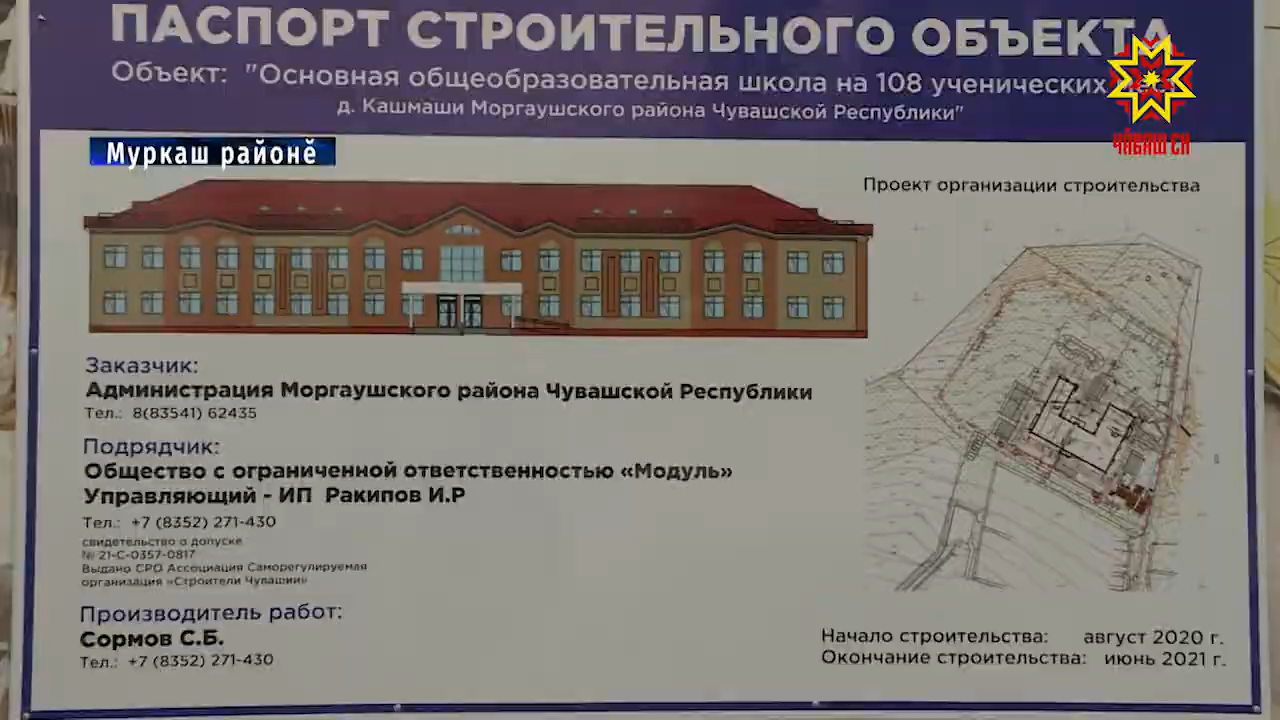 ПАСПОРТ СТРОИТЕЛЬНОГО ОБЪЕКТА
Объект: "Основная общеобразовательная школа на 108 ученических
д. Кашмаши Моргаушского района Чувашской Республики"
Муркаш районӗ
ЧӐВАШ ЕН
Проект организации строительства
Заказчик:
Администрация Моргаушского района Чувашской Республики
Тел.: 8(83541) 62435
Подрядчик:
Общество с ограниченной ответственностью «Модуль»
Управляющий - ИП Ракипов И.Р
Тел.: +7 (8352) 271-430
свидетельство о допуске
№ 21-С-0357-0817
Выдано СРО Ассоциация Саморегулируемая
организация «Строители Чувашии»
Производитель работ:
Сормов С.Б.
Тел.: +7 (8352) 271-430
Начало строительства: август 2020 г.
Окончание строительства: июнь 2021 г.